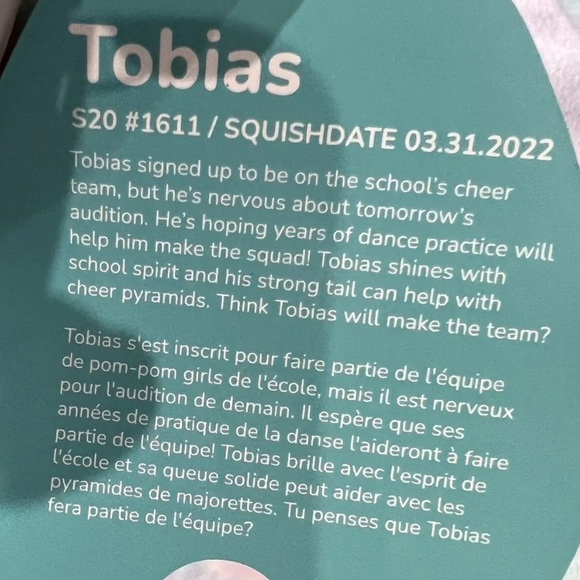 Tobias
S20 #1611 / SQUISHDATE 03.31.2022
Tobias signed up to be on the school's cheer
team, but he's nervous about tomorrow's
audition. He's hoping years of dance practice will
help him make the squad! Tobias shines with
school spirit and his strong tail can help with
cheer pyramids. Think Tobias will make the team?
Tobias s'est inscrit pour faire partie de l'équipe
de pom-pom girls de l'école, mais il est nerveux
pour l'audition de demain. Il espère que ses
années de pratique de la danse l'aideront à faire
partie de l'équipe! Tobias brille avec l'esprit de
l'école et sa queue solide peut aider avec les
pyramides de majorettes. Tu penses que Tobias
fera partie de l'équipe?